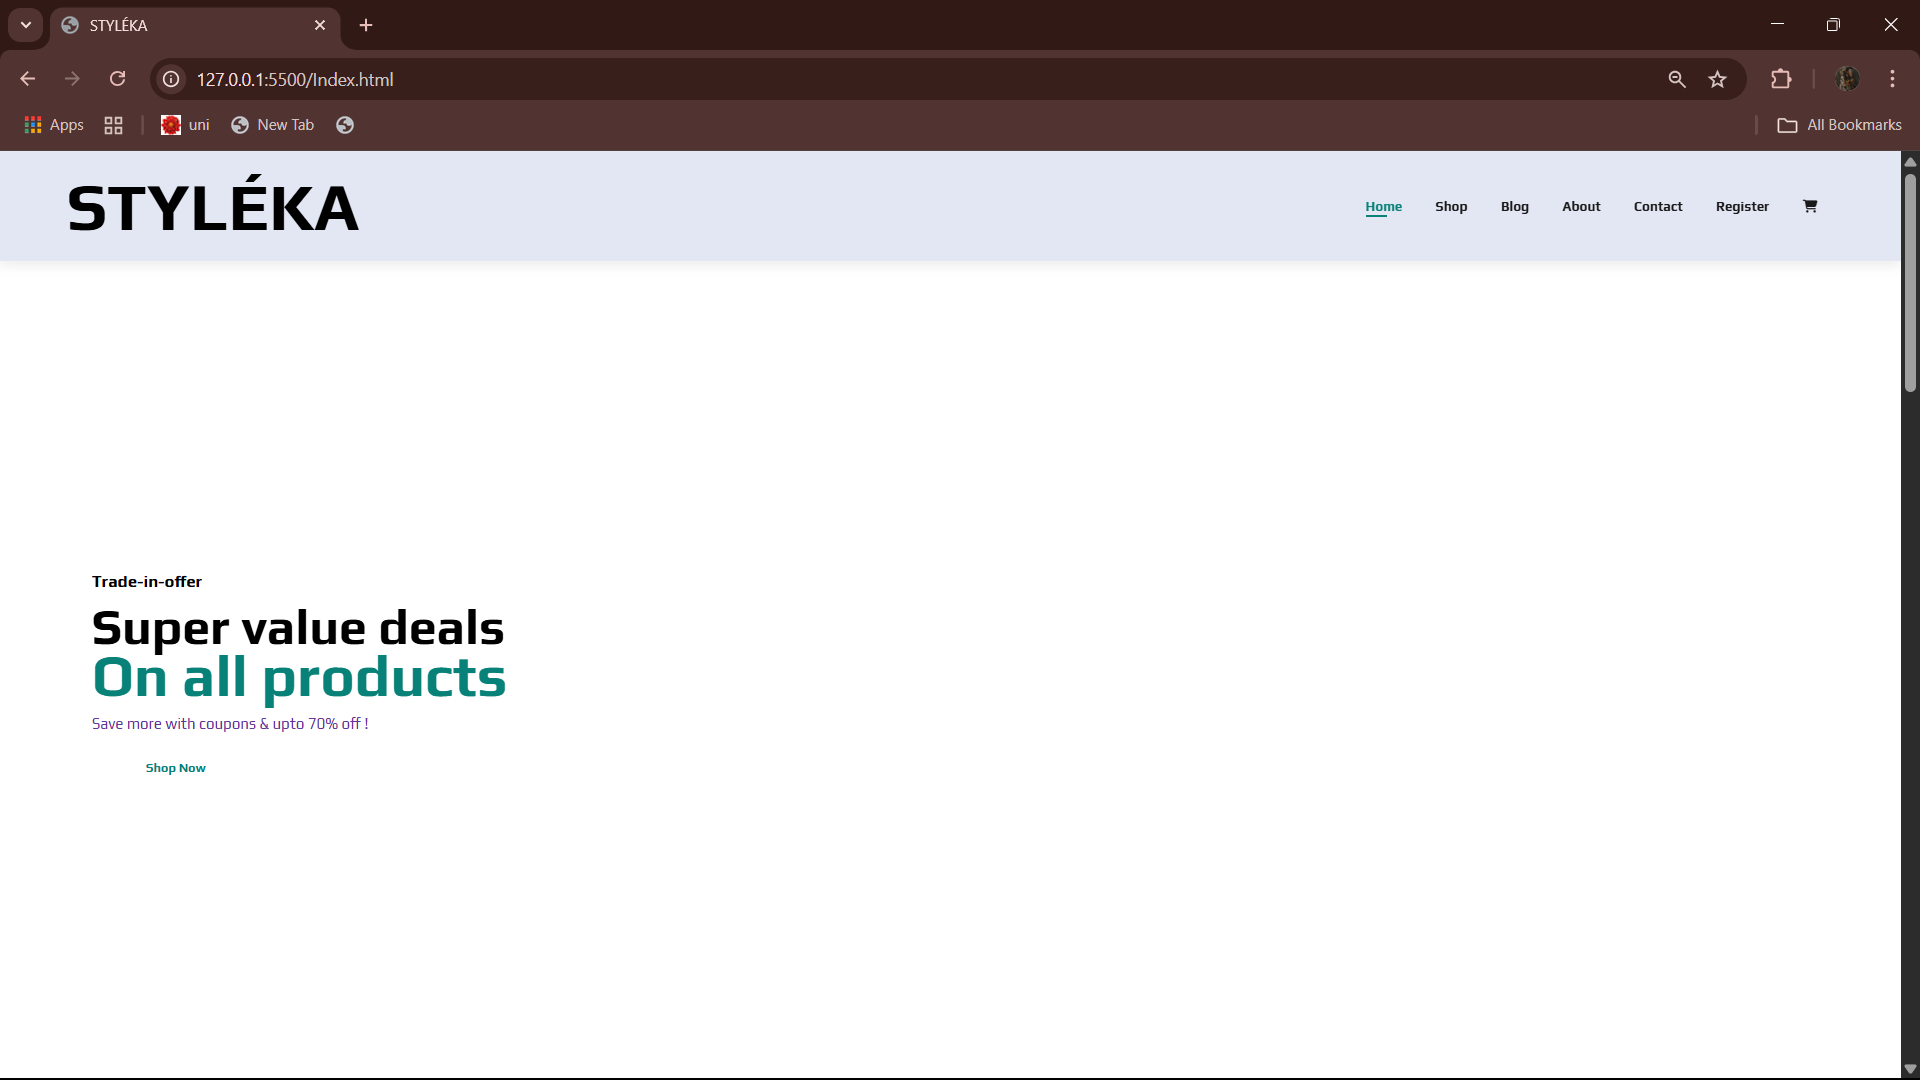 STYLÉKA
127.0.0.1:5500/Index.html
Apps
uni
New Tab
All Bookmarks
STYLÉKA
Home
Shop
Blog
About
Contact
Register
Trade-in-offer
Super value deals
On all products
Save more with coupons & upto 70% off !
Shop Now